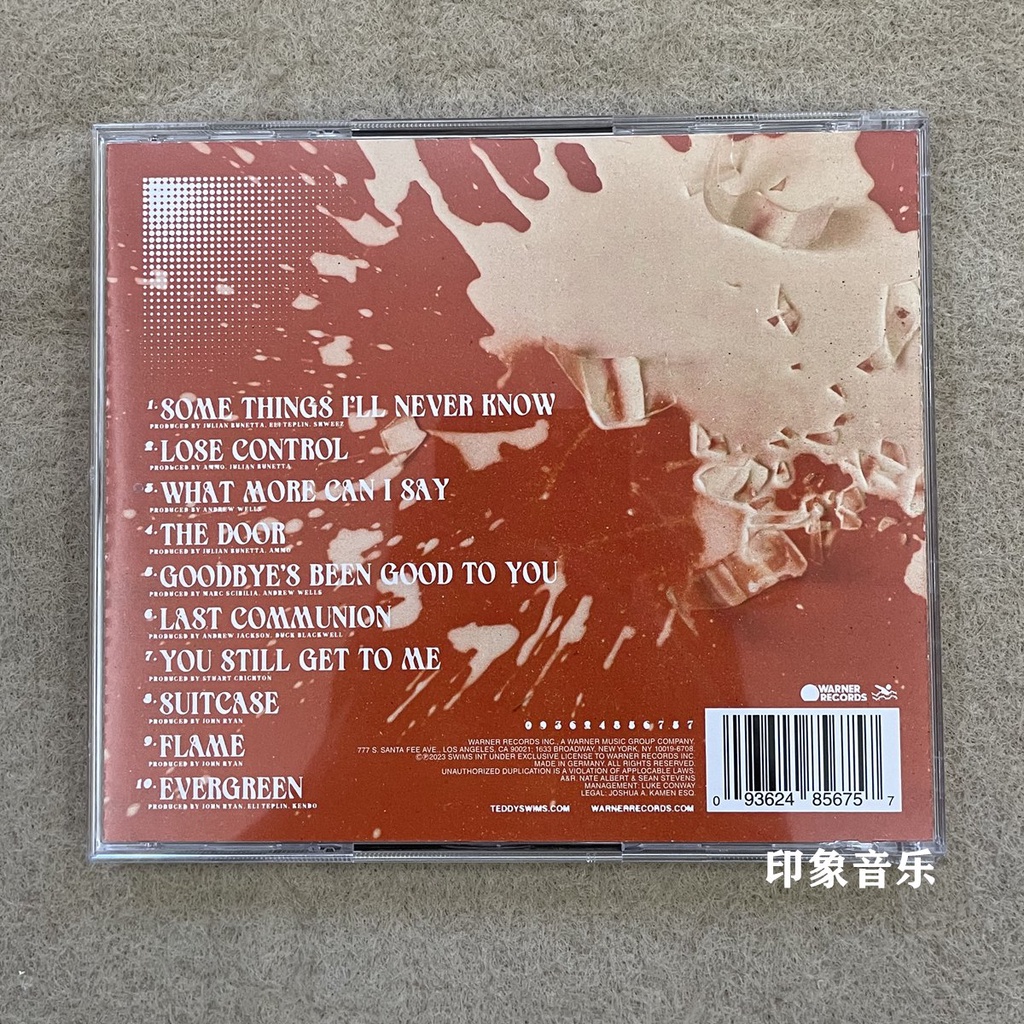 1. SOME THINGS I'LL NEVER KNOW
PRODUCED BY JULIAN BUNETTA, ELI TEPLIN, SHWEEZ
2. LOSE CONTROL
PRODUCED BY AMMO, JULIAN BUNETTA
3. WHAT MORE CAN I SAY
PRODUCED BY ANDREW WELLS
4. THE DOOR
PRODUCED BY JULIAN BUNETTA, AMMO
5. GOODBYE'S BEEN GOOD TO YOU
PRODUCED BY MARC SCIBILIA, ANDREW WELLS
6. LAST COMMUNION
PRODUCED BY ANDREW JACKSON, DUCK BLACKWELL
7. YOU STILL GET TO ME
PRODUCED BY STUART CRICHTON
8. SUITCASE
PRODUCED BY JOHN RYAN
9. FLAME
PRODUCED BY JOHN RYAN
10. EVERGREEN
PRODUCED BY JOHN RYAN, ELI TEPLIN, KENDO
WARNER
RECORDS
093624856757
WARNER RECORDS INC., A WARNER MUSIC GROUP COMPANY.
777 S. SANTA FEE AVE., LOS ANGELES, CA 90021; 1633 BROADWAY, NEW YORK, NY 10019-6708.
©℗2023 SWIMS INT UNDER EXCLUSIVE LICENSE TO WARNER RECORDS INC.
MADE IN GERMANY. ALL RIGHTS RESERVED.
UNAUTHORIZED DUPLICATION IS A VIOLATION OF APPLOCABLE LAWS.
A&R: NATE ALBERT & SEAN STEVENS
MANAGEMENT: LUKE CONWAY
LEGAL: JOSHUA A. KAMEN ESQ.
TEDDYSWIMS.COM WARNERRECORDS.COM
0 93624 85675 7
印象音乐